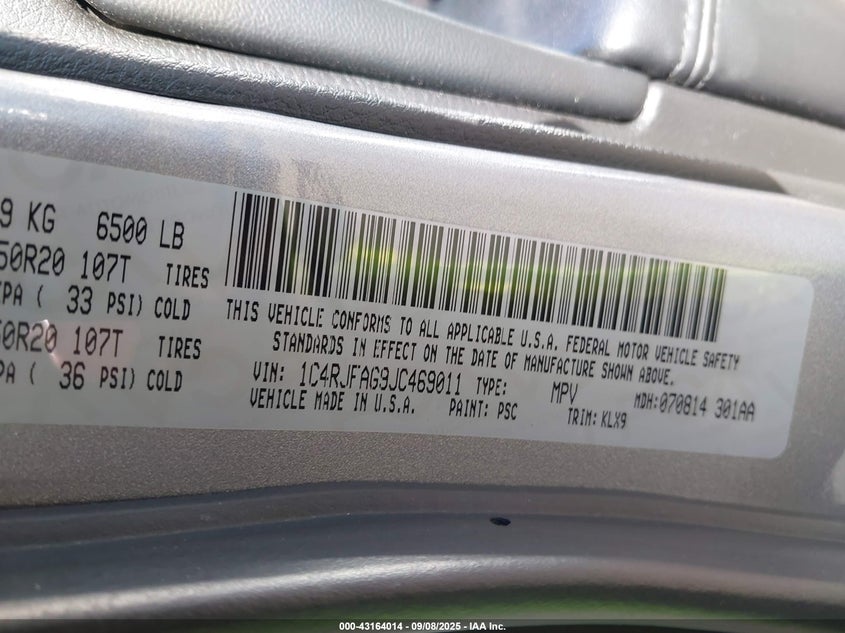 9 KG 6500 LB
50R20 107T TIRES
PA ( 33 PSI) COLD
0R20 107T TIRES
PA ( 36 PSI) COLD
THIS VEHICLE CONFORMS TO ALL APPLICABLE U.S.A. FEDERAL MOTOR VEHICLE SAFETY
STANDARDS IN EFFECT ON THE DATE OF MANUFACTURE SHOWN ABOVE.
VIN: 1C4RJFAG9JC469011 TYPE: MPV MDH:070814 301AA
VEHICLE MADE IN U.S.A. PAINT: PSC TRIM: KLX9
000-43164014 - 09/08/2025 - IAA Inc.